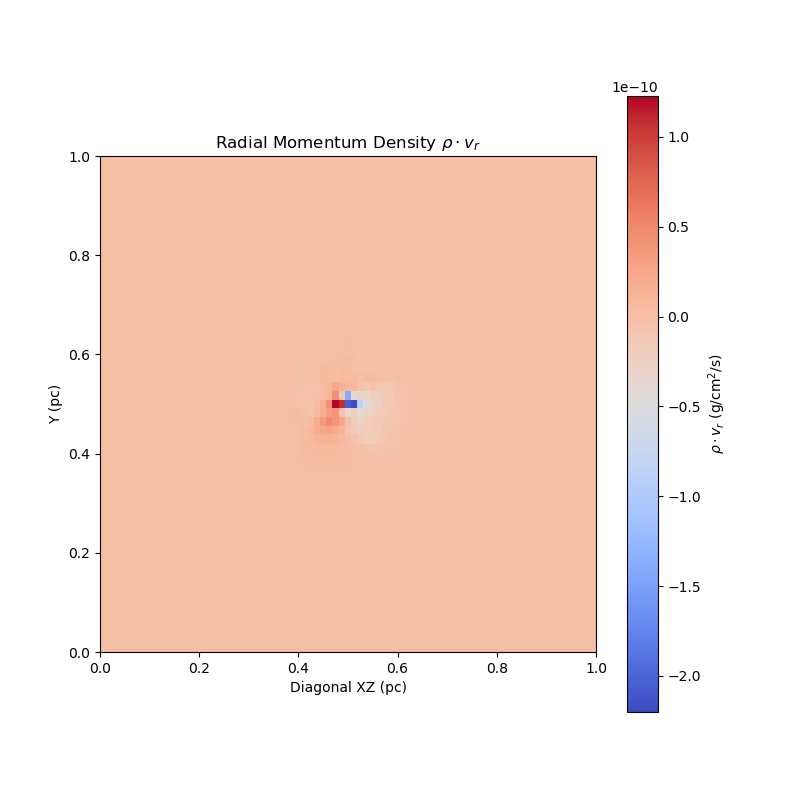 1e−10
Radial Momentum Density ρ · v_r
1.0
0.8
0.6
0.4
0.2
0.0
Y (pc)
0.0 0.2 0.4 0.6 0.8 1.0
Diagonal XZ (pc)
1.0
0.5
0.0
−0.5
−1.0
−1.5
−2.0
ρ · v_r (g/cm²/s)